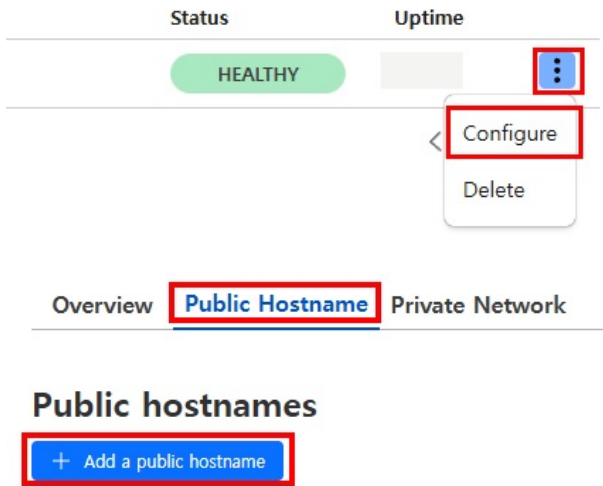 Status Uptime
HEALTHY
Configure
Delete
Overview Public Hostname Private Network
Public hostnames
+ Add a public hostname